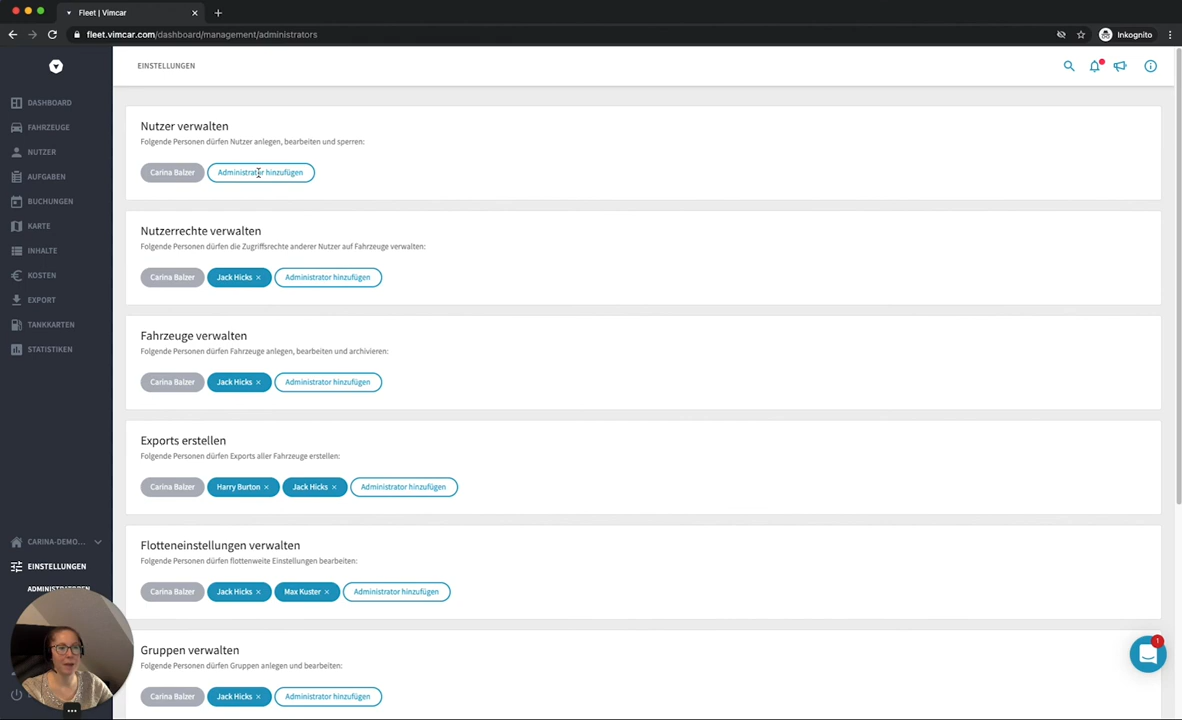 Fleet | Vimcar
fleet.vimcar.com/dashboard/management/administrators
Inkognito
EINSTELLUNGEN
DASHBOARD
FAHRZEUGE
NUTZER
AUFGABEN
BUCHUNGEN
KARTE
INHALTE
KOSTEN
EXPORT
TANKKARTEN
STATISTIKEN
CARINA-DEMO...
EINSTELLUNGEN
ADMINISTRATOREN
Nutzer verwalten
Folgende Personen dürfen Nutzer anlegen, bearbeiten und sperren:
Carina Balzer Administrator hinzufügen
Nutzerrechte verwalten
Folgende Personen dürfen die Zugriffsrechte anderer Nutzer auf Fahrzeuge verwalten:
Carina Balzer Jack Hicks × Administrator hinzufügen
Fahrzeuge verwalten
Folgende Personen dürfen Fahrzeuge anlegen, bearbeiten und archivieren:
Carina Balzer Jack Hicks × Administrator hinzufügen
Exports erstellen
Folgende Personen dürfen Exports aller Fahrzeuge erstellen:
Carina Balzer Harry Burton × Jack Hicks × Administrator hinzufügen
Flotteneinstellungen verwalten
Folgende Personen dürfen flottenweite Einstellungen bearbeiten:
Carina Balzer Jack Hicks × Max Kuster × Administrator hinzufügen
Gruppen verwalten
Folgende Personen dürfen Gruppen anlegen und bearbeiten:
Carina Balzer Jack Hicks × Administrator hinzufügen
1